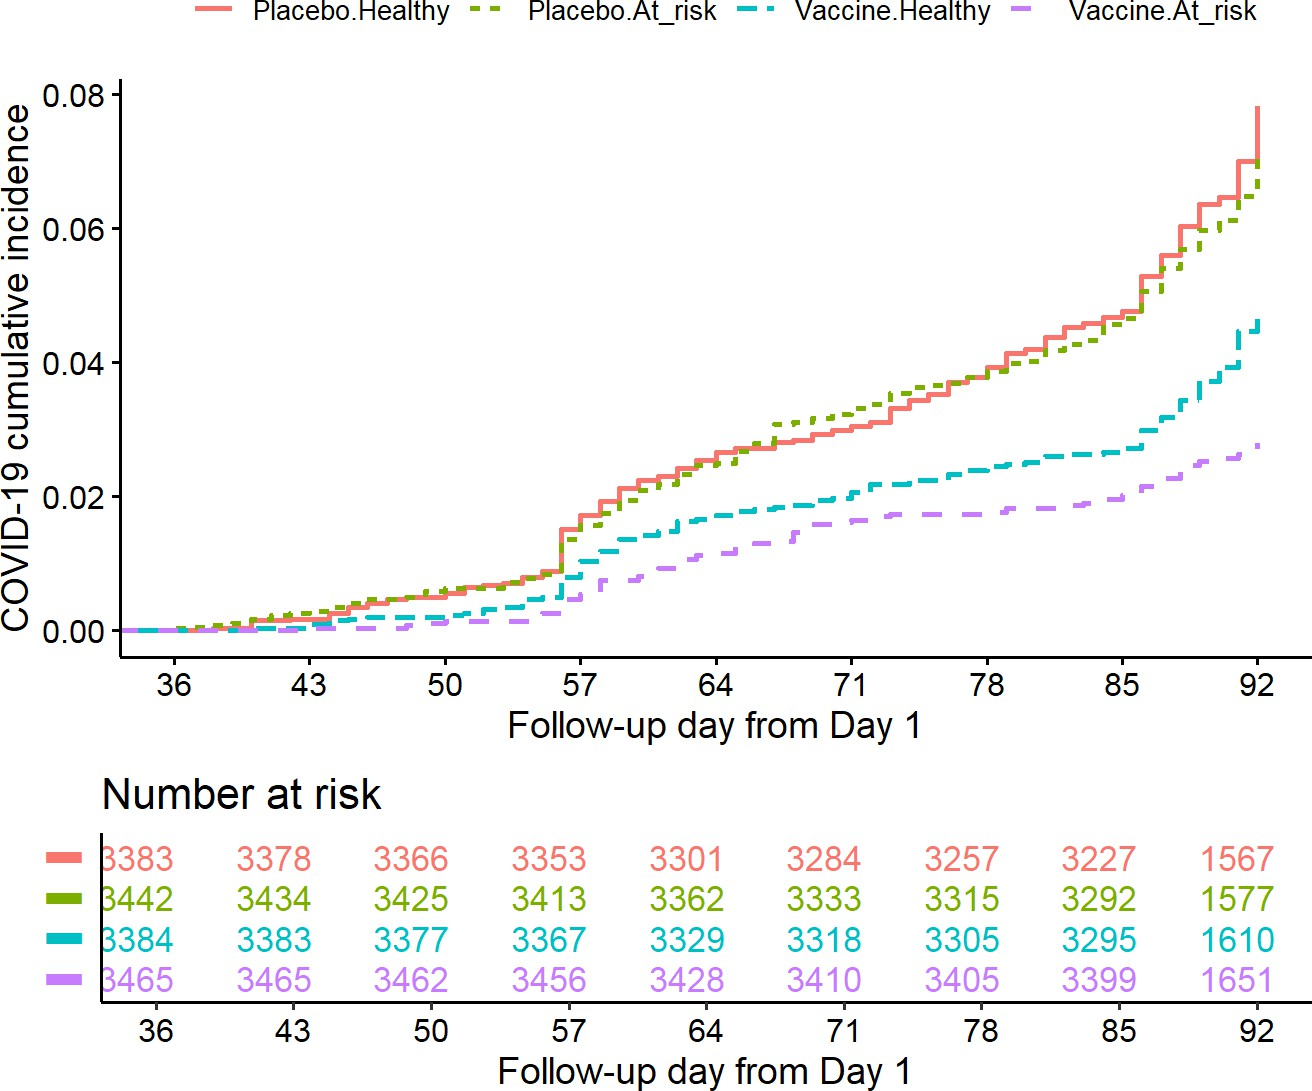 Placebo.Healthy Placebo.At_risk Vaccine.Healthy Vaccine.At_risk
COVID-19 cumulative incidence
0.08
0.06
0.04
0.02
0.00
36 43 50 57 64 71 78 85 92
Follow-up day from Day 1
Number at risk
3383 3378 3366 3353 3301 3284 3257 3227 1567
3442 3434 3425 3413 3362 3333 3315 3292 1577
3384 3383 3377 3367 3329 3318 3305 3295 1610
3465 3465 3462 3456 3428 3410 3405 3399 1651
36 43 50 57 64 71 78 85 92
Follow-up day from Day 1